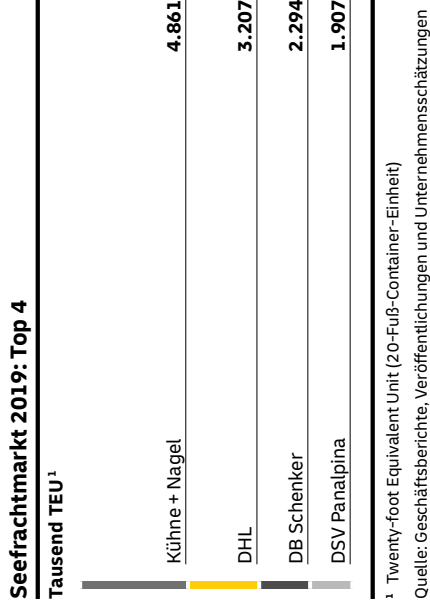 Seefrachtmarkt 2019: Top 4
Tausend TEU¹
Kühne + Nagel 4.861
DHL 3.207
DB Schenker 2.294
DSV Panalpina 1.907
¹ Twenty-foot Equivalent Unit (20-Fuß-Container-Einheit)
Quelle: Geschäftsberichte, Veröffentlichungen und Unternehmensschätzungen